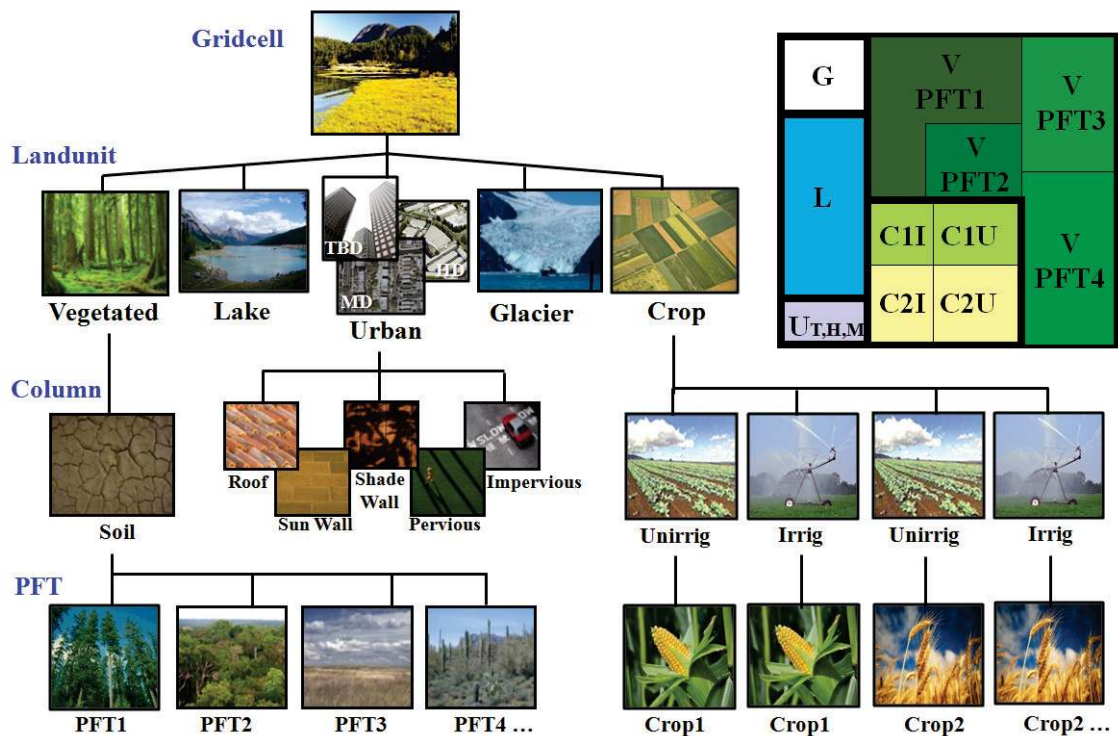 Gridcell
Landunit
TBD
HD
MD
Vegetated
Lake
Urban
Glacier
Crop
G
L
UT,H,M
V
PFT1
V
PFT2
V
PFT3
V
PFT4
C1I
C1U
C2I
C2U
Column
SLOW
Soil
Roof
Sun Wall
Shade
Wall
Pervious
Impervious
Unirrig
Irrig
Unirrig
Irrig
PFT
PFT1
PFT2
PFT3
PFT4 ...
Crop1
Crop1
Crop2
Crop2 ...